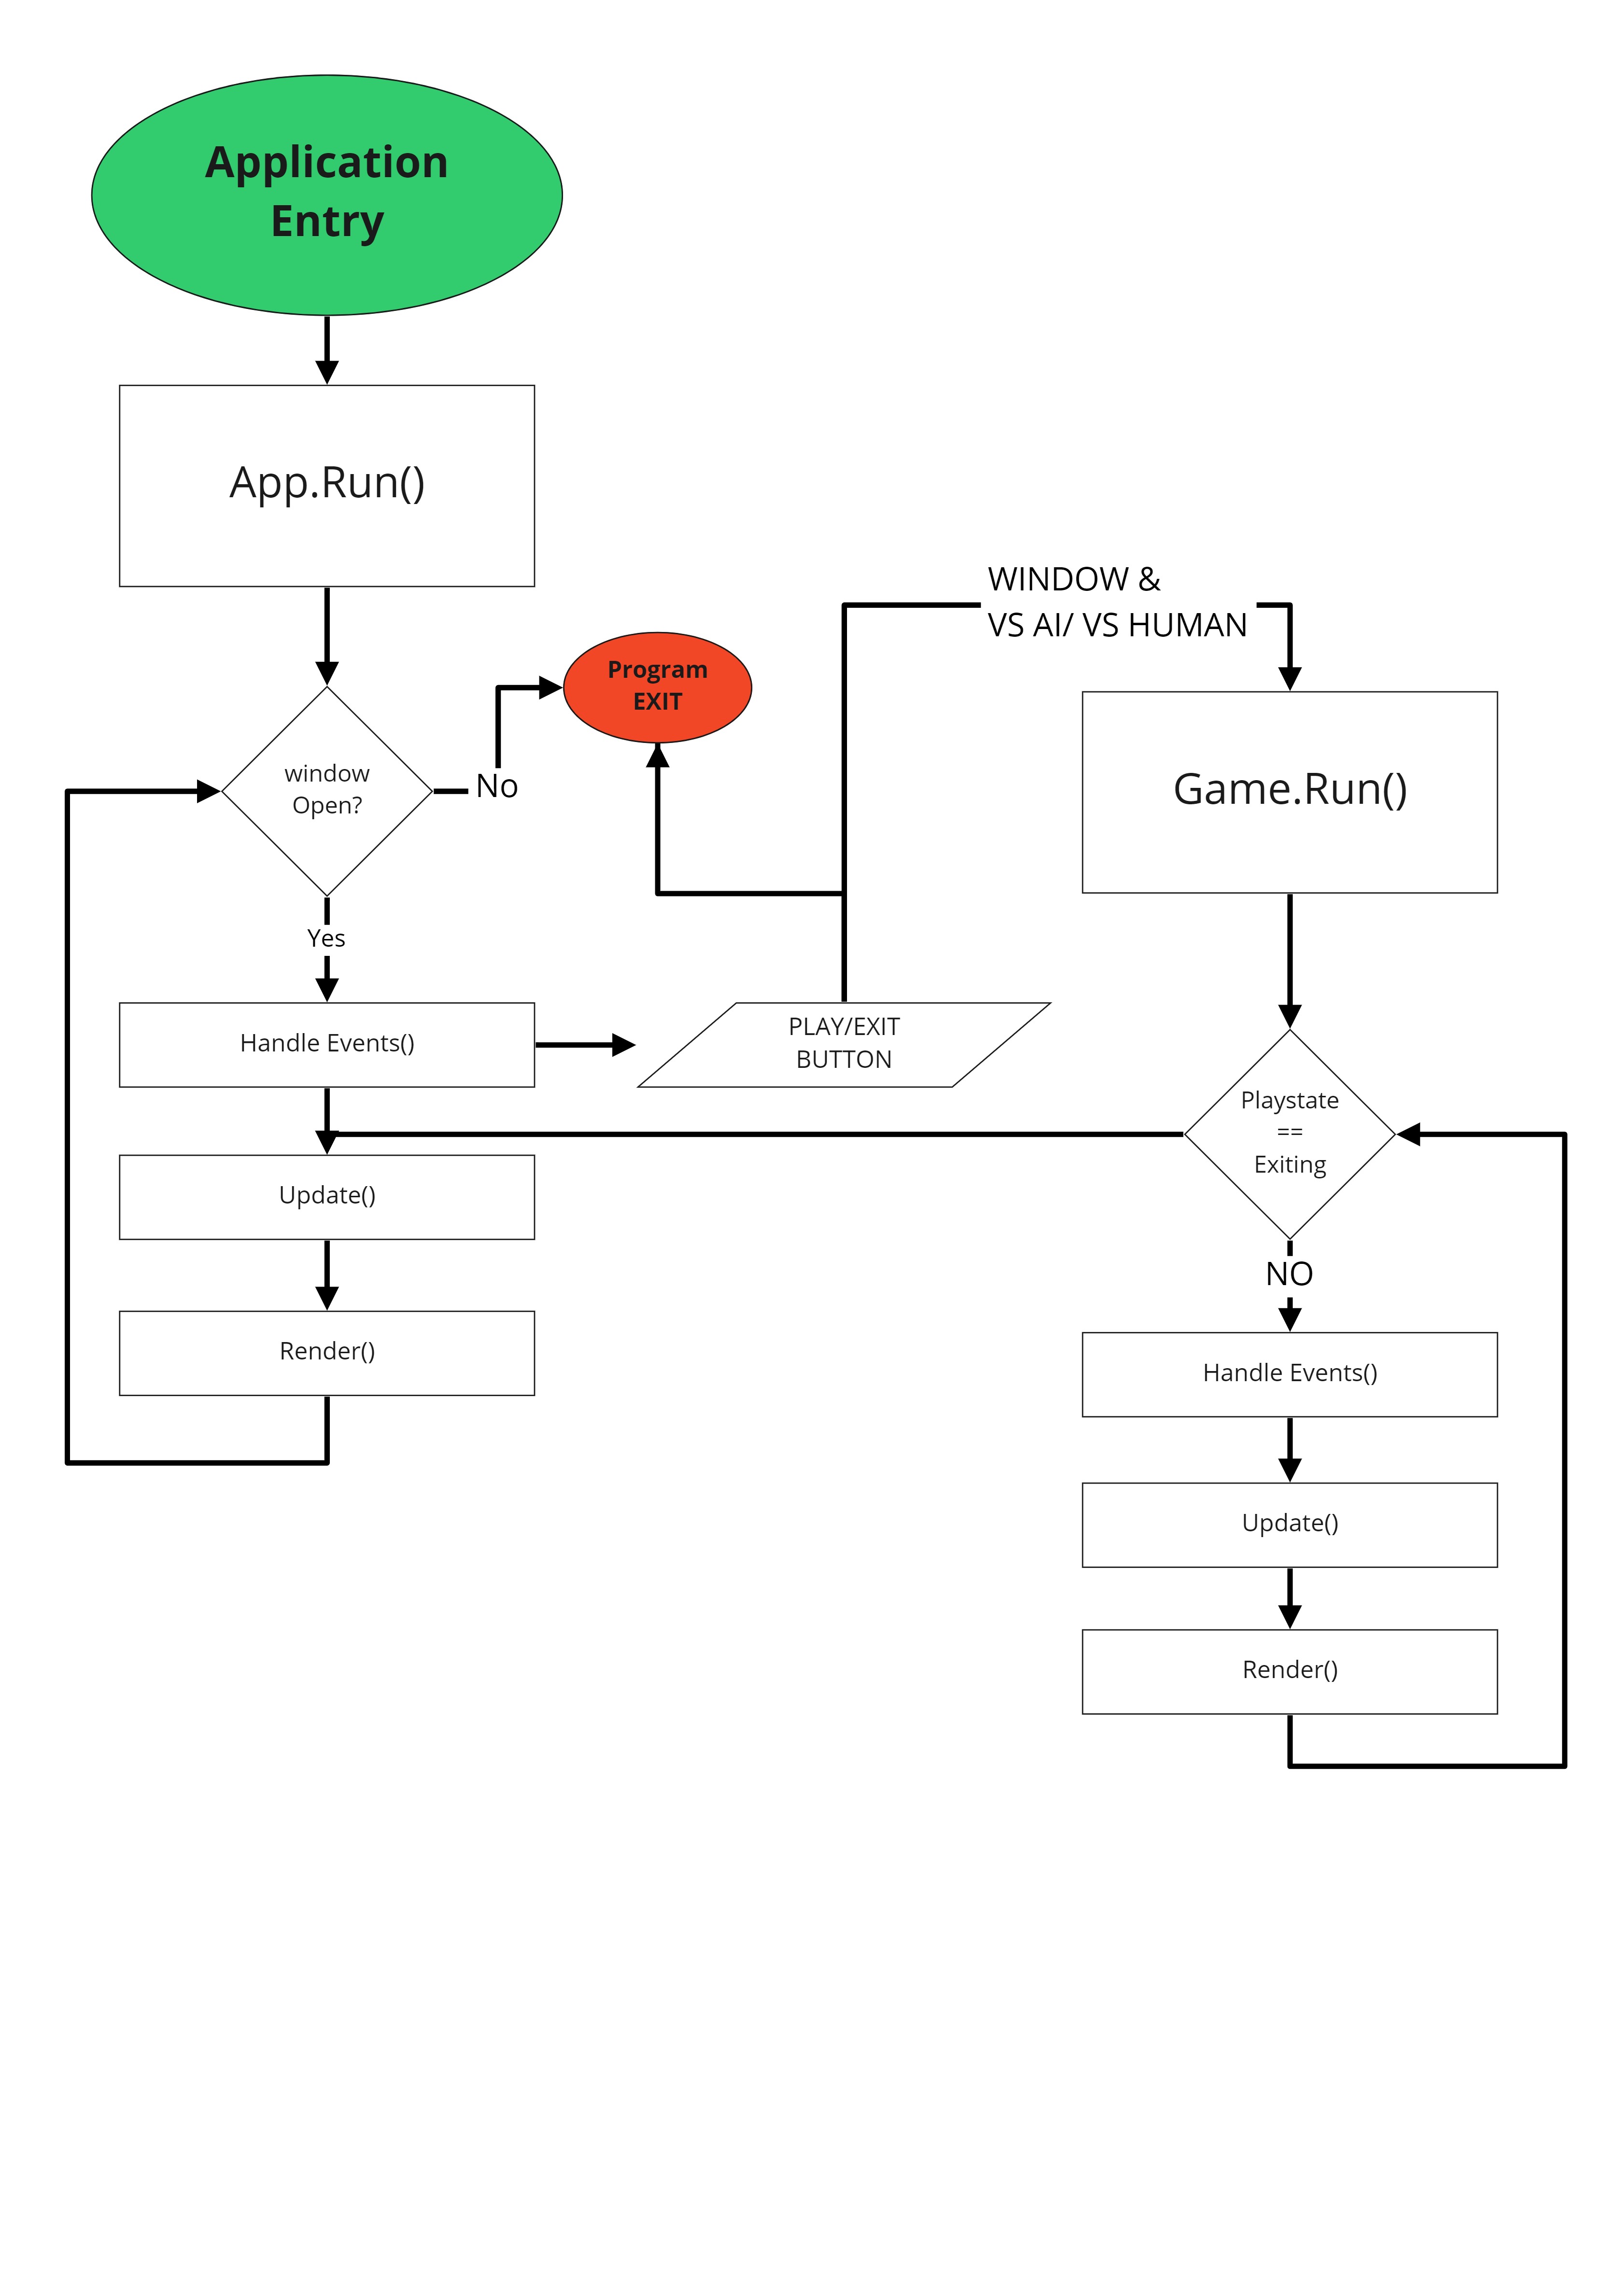 Application
Entry
App.Run()
WINDOW &
VS AI/ VS HUMAN
Program
EXIT
window
Open?
No
Game.Run()
Yes
Handle Events()
PLAY/EXIT
BUTTON
Playstate
==
Exiting
Update()
NO
Render()
Handle Events()
Update()
Render()